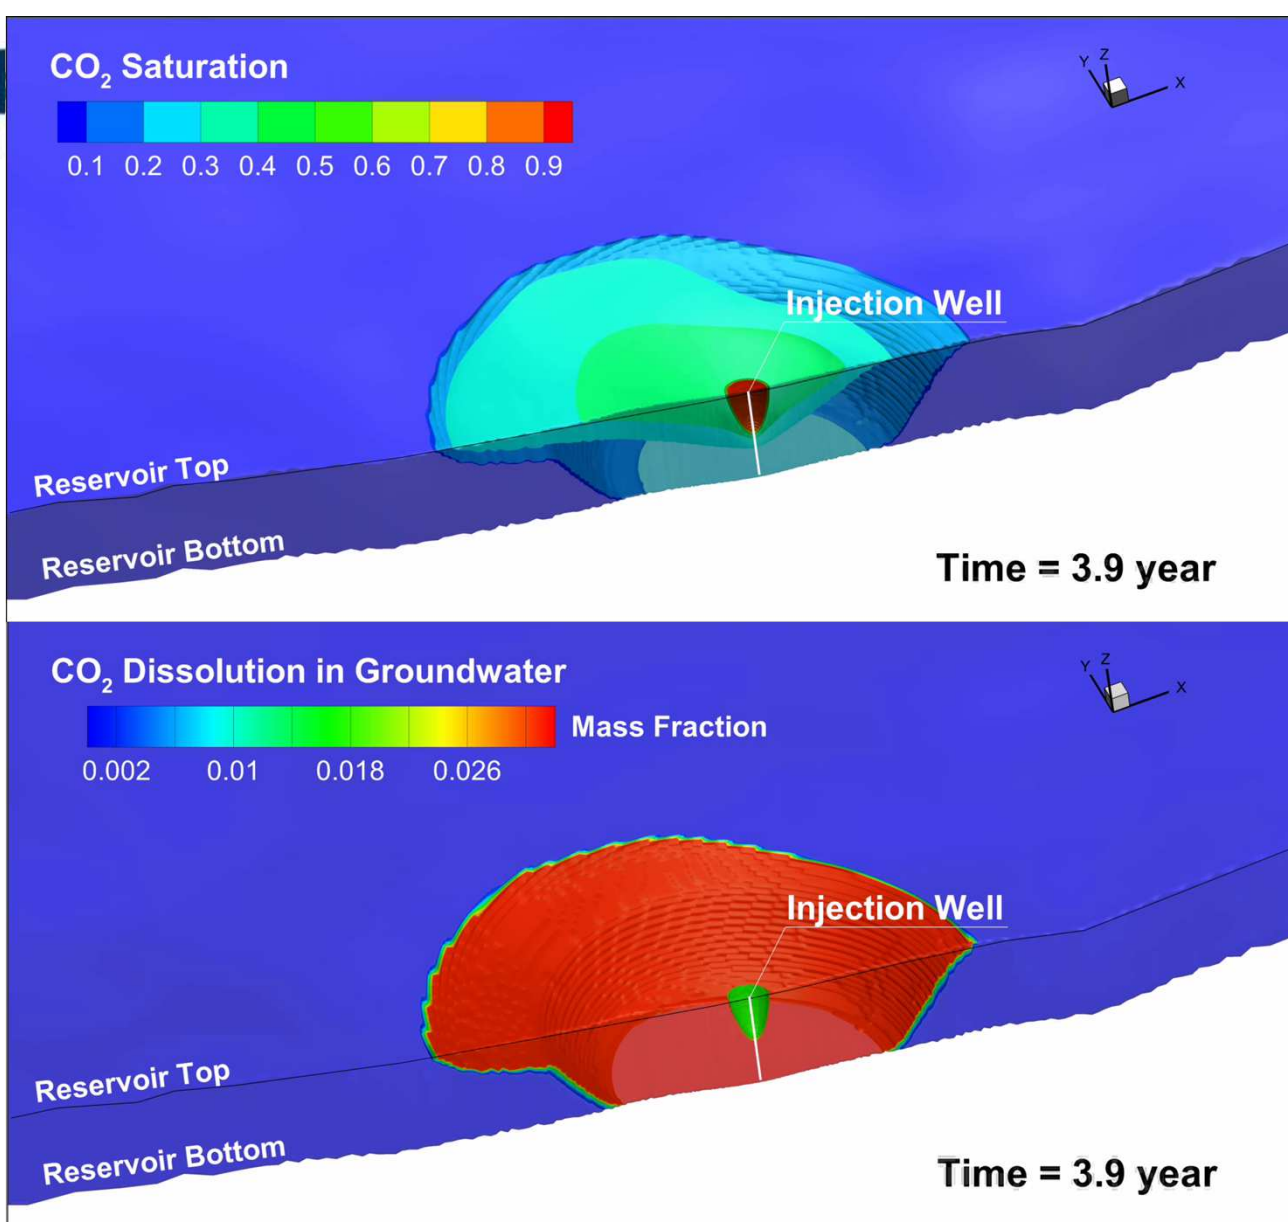 CO₂ Saturation
0.1 0.2 0.3 0.4 0.5 0.6 0.7 0.8 0.9
Y Z X
Injection Well
Reservoir Top
Reservoir Bottom
Time = 3.9 year
CO₂ Dissolution in Groundwater
Mass Fraction
0.002 0.01 0.018 0.026
Y Z X
Injection Well
Reservoir Top
Reservoir Bottom
Time = 3.9 year